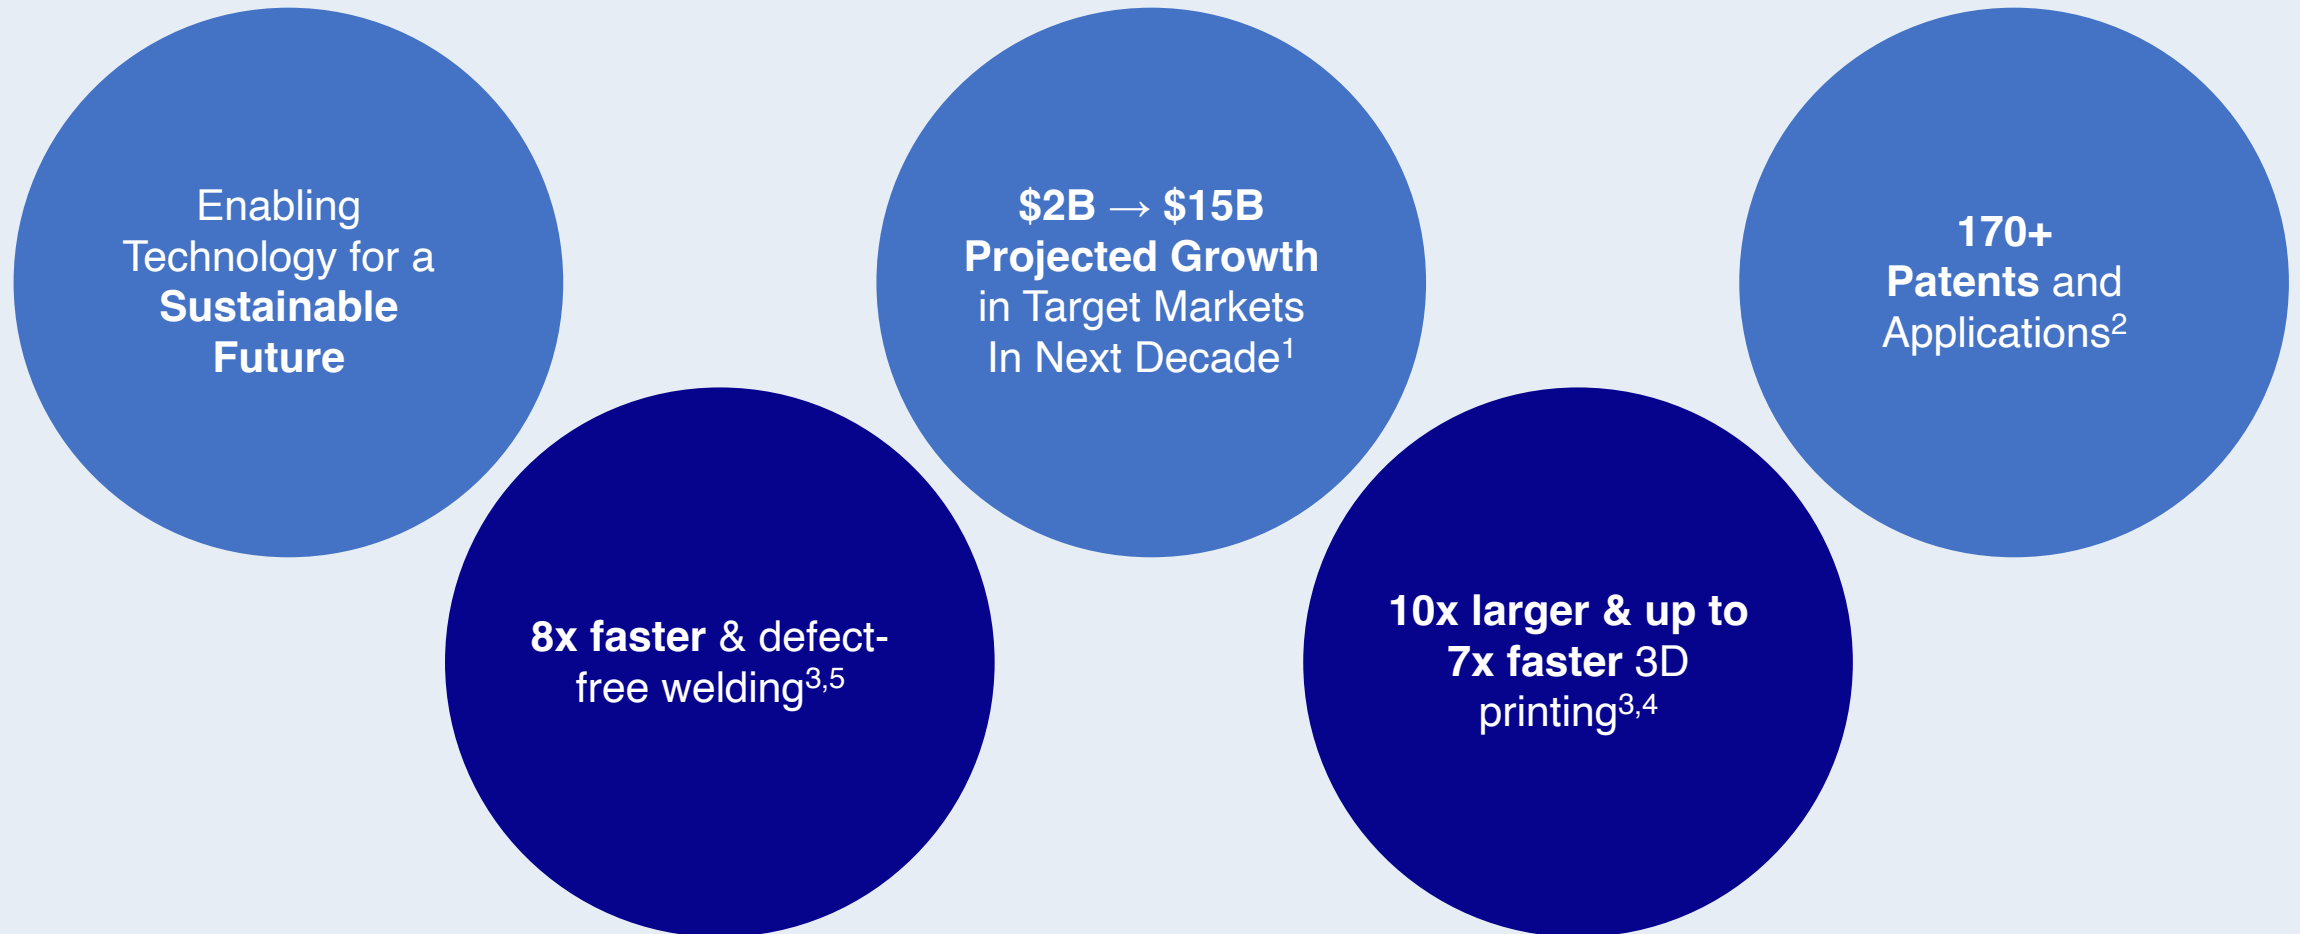 Enabling
Technology for a
Sustainable
Future
$2B → $15B
Projected Growth
in Target Markets
In Next Decade¹
170+
Patents and
Applications²
8x faster & defect-
free welding³,⁵
10x larger & up to
7x faster 3D
printing³,⁴